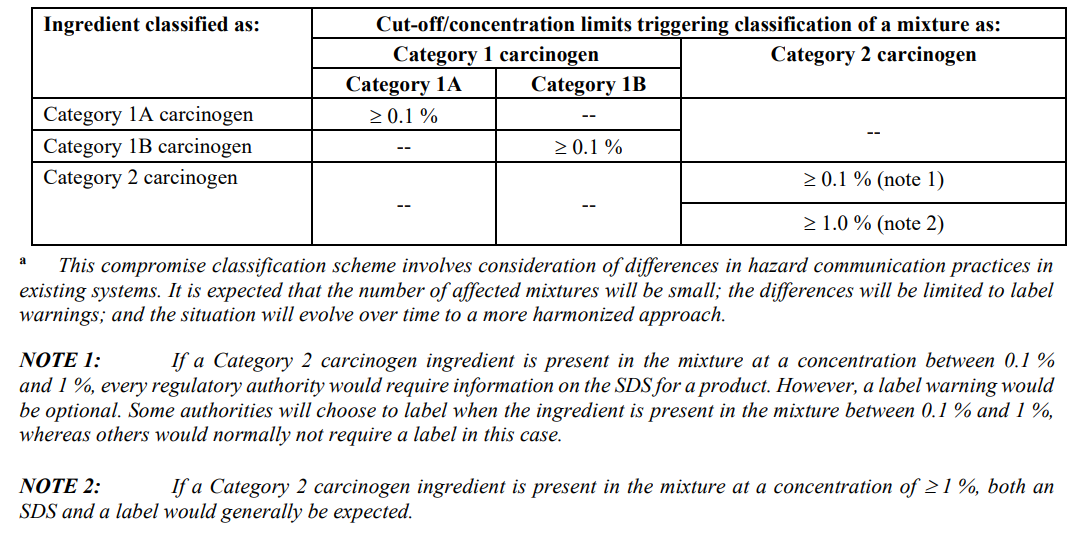 Ingredient classified as: Cut-off/concentration limits triggering classification of a mixture as:
Category 1 carcinogen Category 2 carcinogen
Category 1A Category 1B
Category 1A carcinogen ≥ 0.1 % -- --
Category 1B carcinogen -- ≥ 0.1 %
Category 2 carcinogen -- -- ≥ 0.1 % (note 1)
≥ 1.0 % (note 2)
a This compromise classification scheme involves consideration of differences in hazard communication practices in
existing systems. It is expected that the number of affected mixtures will be small; the differences will be limited to label
warnings; and the situation will evolve over time to a more harmonized approach.
NOTE 1: If a Category 2 carcinogen ingredient is present in the mixture at a concentration between 0.1 %
and 1 %, every regulatory authority would require information on the SDS for a product. However, a label warning would
be optional. Some authorities will choose to label when the ingredient is present in the mixture between 0.1 % and 1 %,
whereas others would normally not require a label in this case.
NOTE 2: If a Category 2 carcinogen ingredient is present in the mixture at a concentration of ≥ 1 %, both an
SDS and a label would generally be expected.